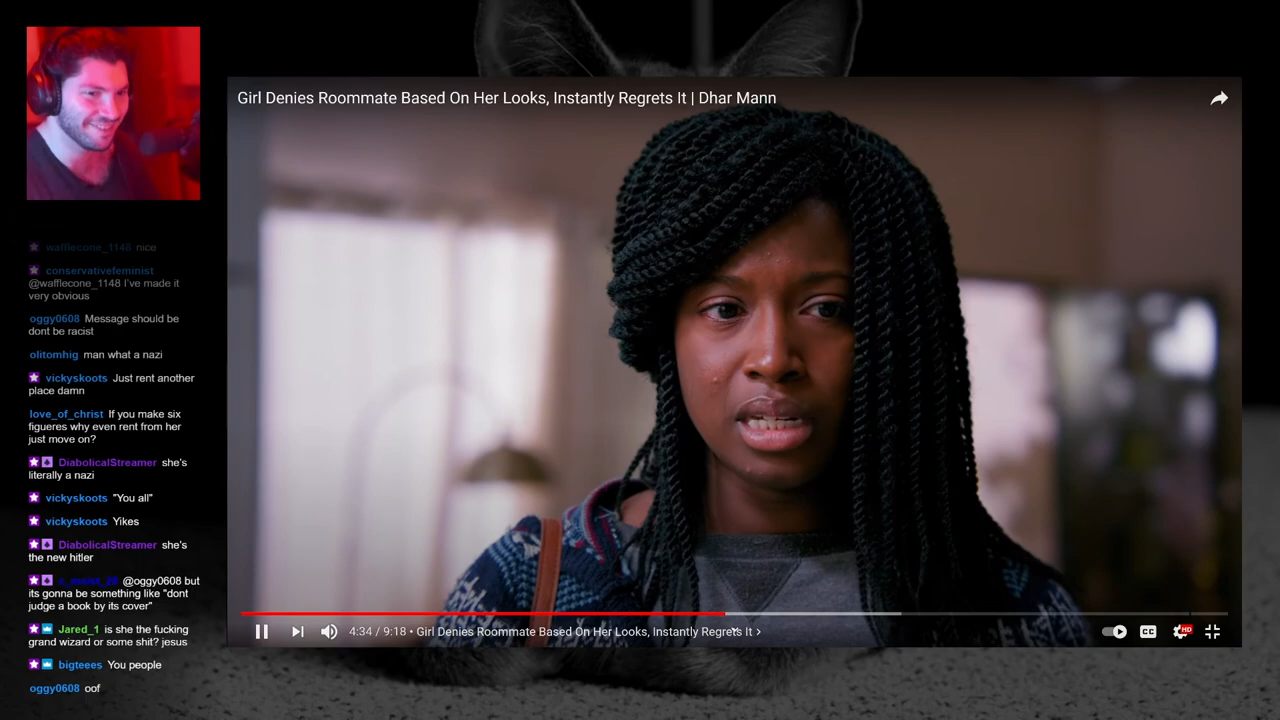 Girl Denies Roommate Based On Her Looks, Instantly Regrets It | Dhar Mann
wafflecone_1148 nice
conservativefeminist
@wafflecone_1148 I've made it
very obvious
oggy0608 Message should be
dont be racist
olitomhig man what a nazi
vickyskoots Just rent another
place damn
love_of_christ If you make six
figueres why even rent from her
just move on?
DiabolicalStreamer she's
literally a nazi
vickyskoots "You all"
vickyskoots Yikes
DiabolicalStreamer she's
the new hitler
@oggy0608 but
its gonna be something like "dont
judge a book by its cover"
Jared_1 is she the fucking
grand wizard or some shit? jesus
bigteees You people
oggy0608 oof
4:34 / 9:18 • Girl Denies Roommate Based On Her Looks, Instantly Regrets It >
CC
HD